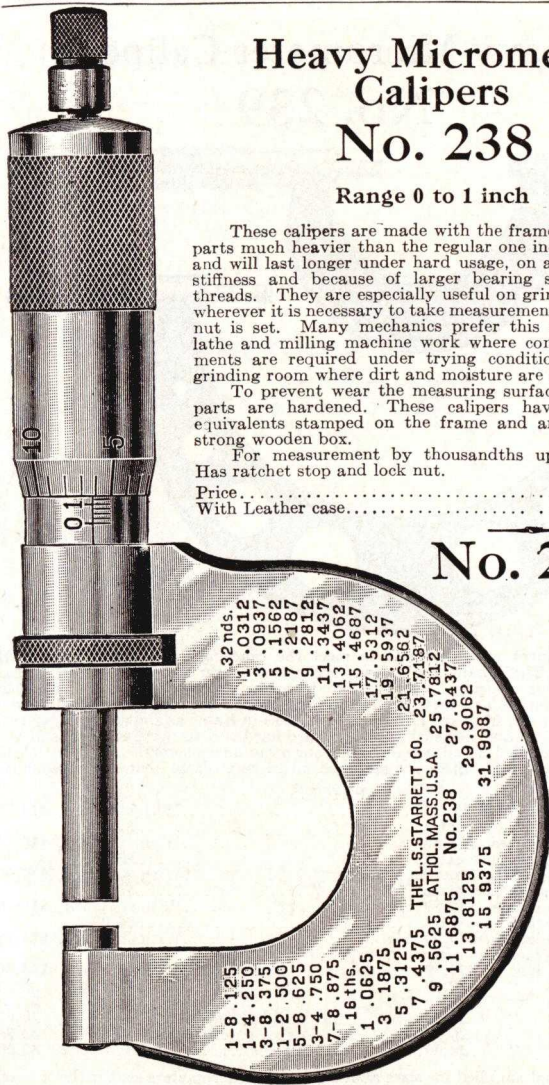 Heavy Microme
Calipers
No. 238
Range 0 to 1 inch
These calipers are made with the frame
parts much heavier than the regular one in
and will last longer under hard usage, on a
stiffness and because of larger bearing s
threads. They are especially useful on grin
wherever it is necessary to take measuremen
nut is set. Many mechanics prefer this
lathe and milling machine work where con
ments are required under trying conditio
grinding room where dirt and moisture are
To prevent wear the measuring surfac
parts are hardened. These calipers hav
equivalents stamped on the frame and a
strong wooden box.
For measurement by thousandths up
Has ratchet stop and lock nut.
Price
With Leather case
No. 2
10
5
0 1
32 nds.
1 .0312
3 .0937
5 .1562
7 .2187
9 .2812
11 .3437
13 .4062
15 .4687
17 .5312
19 .5937
21 .6562
23 .7187
25 .7812
27 .8437
29 .9062
31 .9687
THE L.S. STARRETT CO.
ATHOL. MASS. U.S.A.
No. 238
1-8 .125
1-4 .250
3-8 .375
1-2 .500
5-8 .625
3-4 .750
7-8 .875
16 ths.
1 .0625
3 .1875
5 .3125
7 .4375
9 .5625
11 .6875
13 .8125
15 .9375